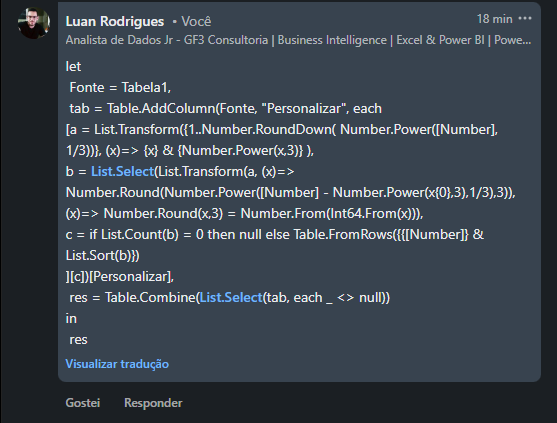 Luan Rodrigues • Você 18 min
Analista de Dados Jr - GF3 Consultoria | Business Intelligence | Excel & Power BI | Powe...
let
Fonte = Tabela1,
tab = Table.AddColumn(Fonte, "Personalizar", each
[a = List.Transform({1..Number.RoundDown( Number.Power([Number],
1/3))}, (x)=> {x} & {Number.Power(x,3)} ),
b = List.Select(List.Transform(a, (x)=>
Number.Round(Number.Power([Number] - Number.Power(x{0},3),1/3),3)),
(x)=> Number.Round(x,3) = Number.From(Int64.From(x))),
c = if List.Count(b) = 0 then null else Table.FromRows({{[Number]} &
List.Sort(b)})
][c])[Personalizar],
res = Table.Combine(List.Select(tab, each _ <> null))
in
res
Visualizar tradução
Gostei Responder